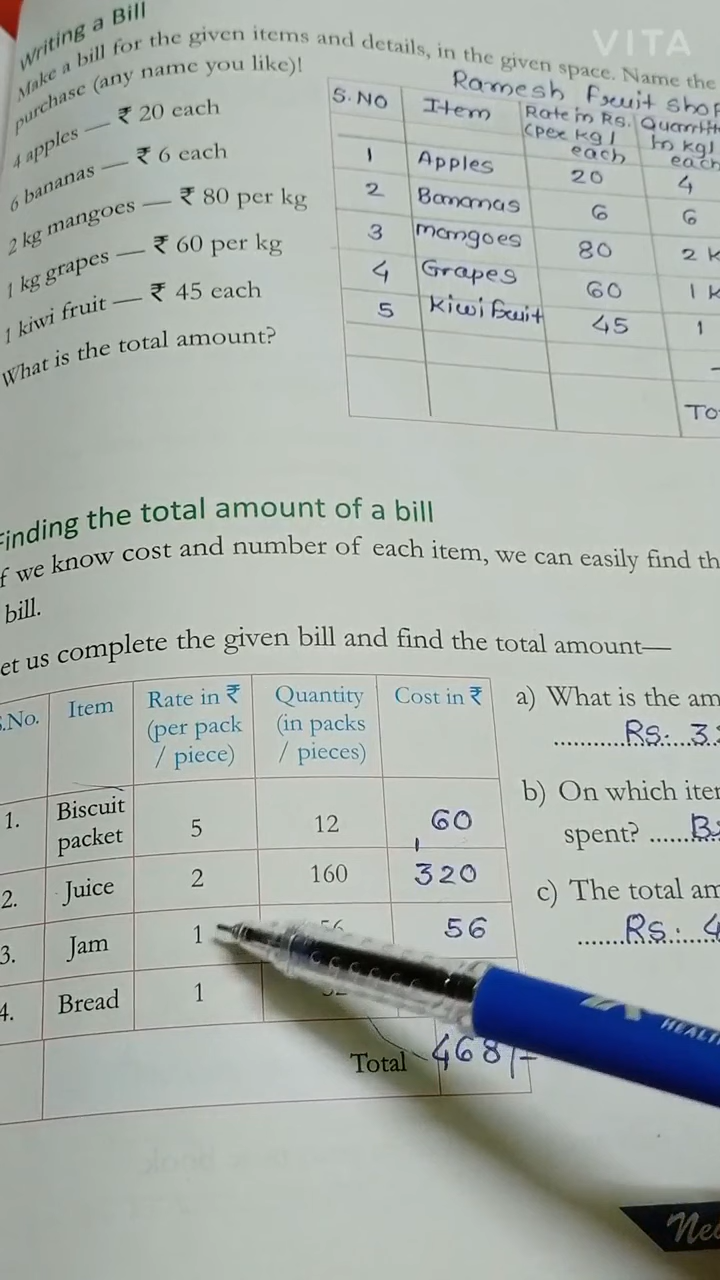 VITA
Writing a Bill
Make a bill for the given items and details, in the given space. Name the
purchase (any name you like)!
4 apples — ₹ 20 each
6 bananas — ₹ 6 each
2 kg mangoes — ₹ 80 per kg
1 kg grapes — ₹ 60 per kg
1 kiwi fruit — ₹ 45 each
What is the total amount?
Ramesh Fruit Shop
S.NO Item Rate in Rs. (per kg) each
1 Apples 20 4
2 Bananas 6 6
3 mangoes 80 2
4 Grapes 60 1
5 Kiwi fruit 45 1
Finding the total amount of a bill
we know cost and number of each item, we can easily find
bill.
us complete the given bill and find the total amount—
S.No. Item Rate in ₹ (per pack / piece) Quantity (in packs / pieces) Cost in ₹
1. Biscuit packet 5 12 60
2. Juice 2 160 320
3. Jam 1 56 56
4. Bread 1
Total 468/-
a) What is the
Rs.
b) On which
spent?
c) The total
Rs.